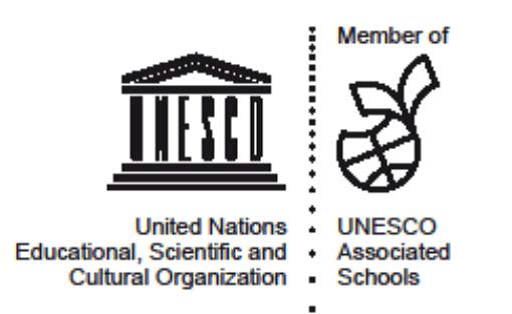 UNESCO
United Nations
Educational, Scientific and
Cultural Organization
Member of
UNESCO
Associated
Schools